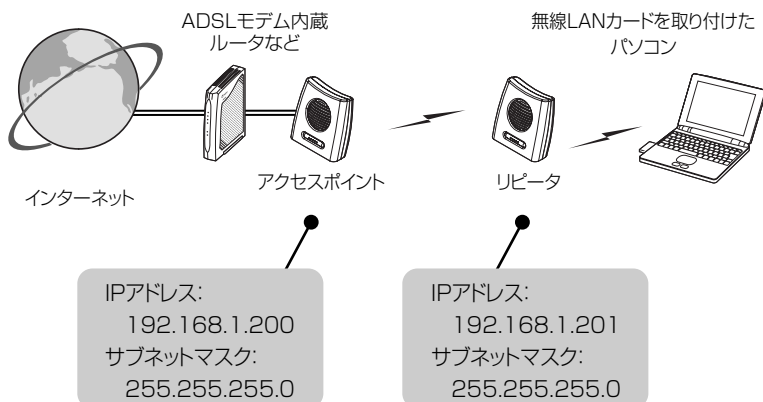 ADSLモデム内蔵
ルータなど
無線LANカードを取り付けた
パソコン
インターネット
アクセスポイント
リピータ
IPアドレス:
192.168.1.200
サブネットマスク:
255.255.255.0
IPアドレス:
192.168.1.201
サブネットマスク:
255.255.255.0